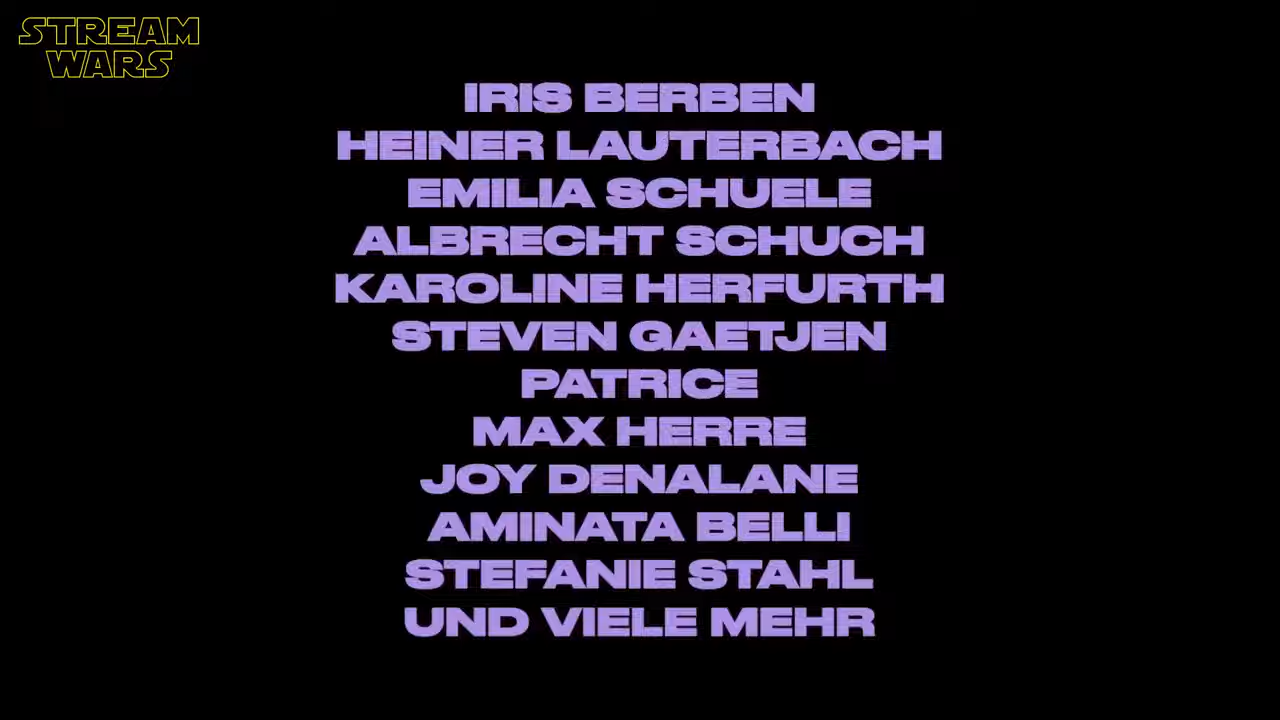 STREAM
WARS
IRIS BERBEN
HEINER LAUTERBACH
EMILIA SCHUELE
ALBRECHT SCHUCH
KAROLINE HERFURTH
STEVEN GAETJEN
PATRICE
MAX HERRE
JOY DENALANE
AMINATA BELLI
STEFANIE STAHL
UND VIELE MEHR